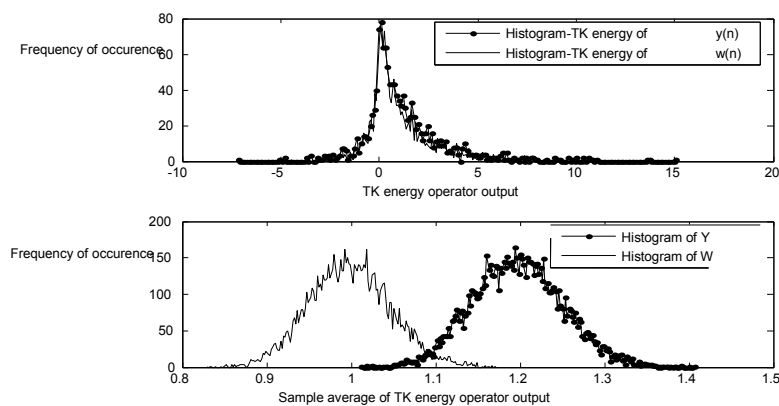 80
60
40
20
0
Frequency of occurence
Histogram-TK energy of y(n)
Histogram-TK energy of w(n)
-10 -5 0 5 10 15 20
TK energy operator output
200
150
100
50
0
Frequency of occurence
Histogram of Y
Histogram of W
0.8 0.9 1 1.1 1.2 1.3 1.4 1.5
Sample average of TK energy operator output